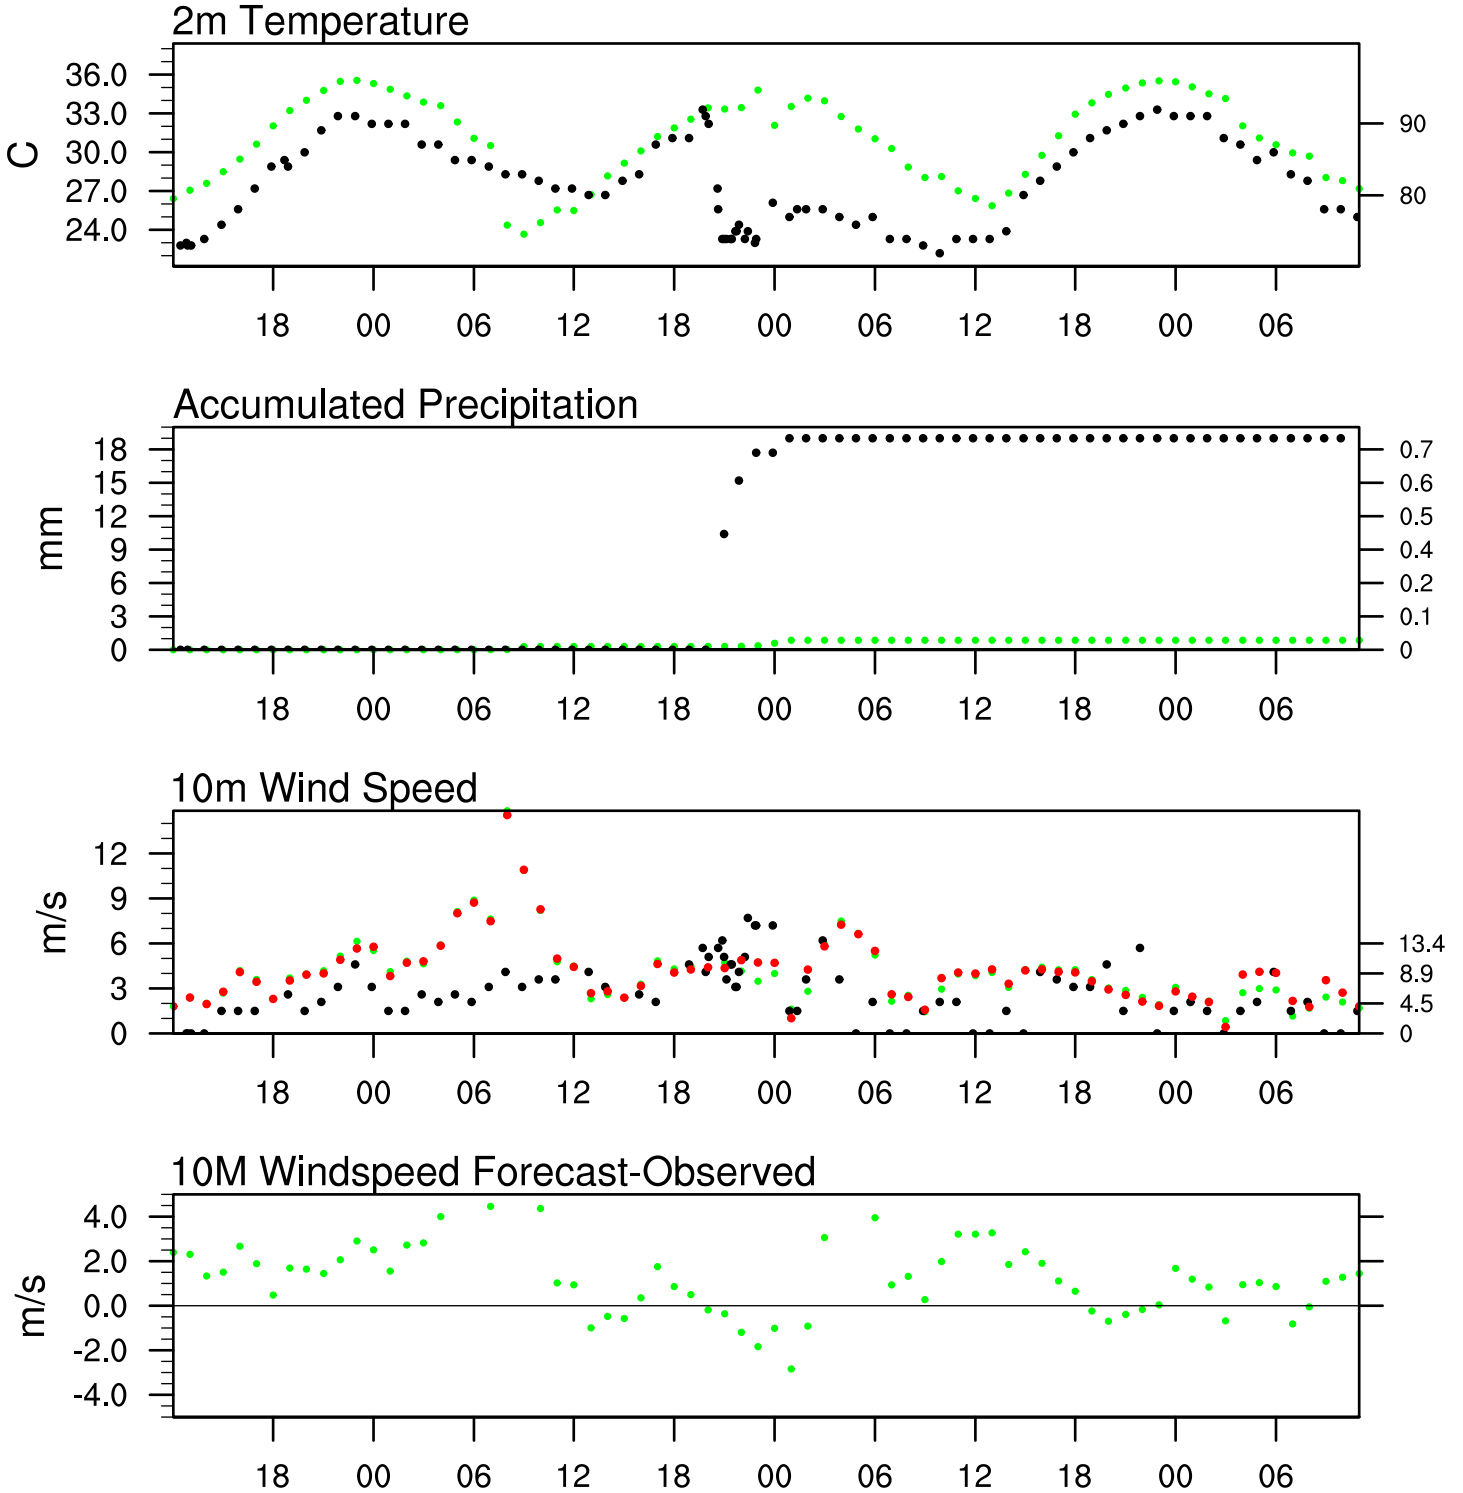 2m Temperature
C
36.0
33.0
30.0
27.0
24.0
90
80
18 00 06 12 18 00 06 12 18 00 06
Accumulated Precipitation
mm
18
15
12
9
6
3
0
0.7
0.6
0.5
0.4
0.2
0.1
0
18 00 06 12 18 00 06 12 18 00 06
10m Wind Speed
m/s
12
9
6
3
0
13.4
8.9
4.5
0
18 00 06 12 18 00 06 12 18 00 06
10M Windspeed Forecast-Observed
m/s
4.0
2.0
0.0
-2.0
-4.0
18 00 06 12 18 00 06 12 18 00 06